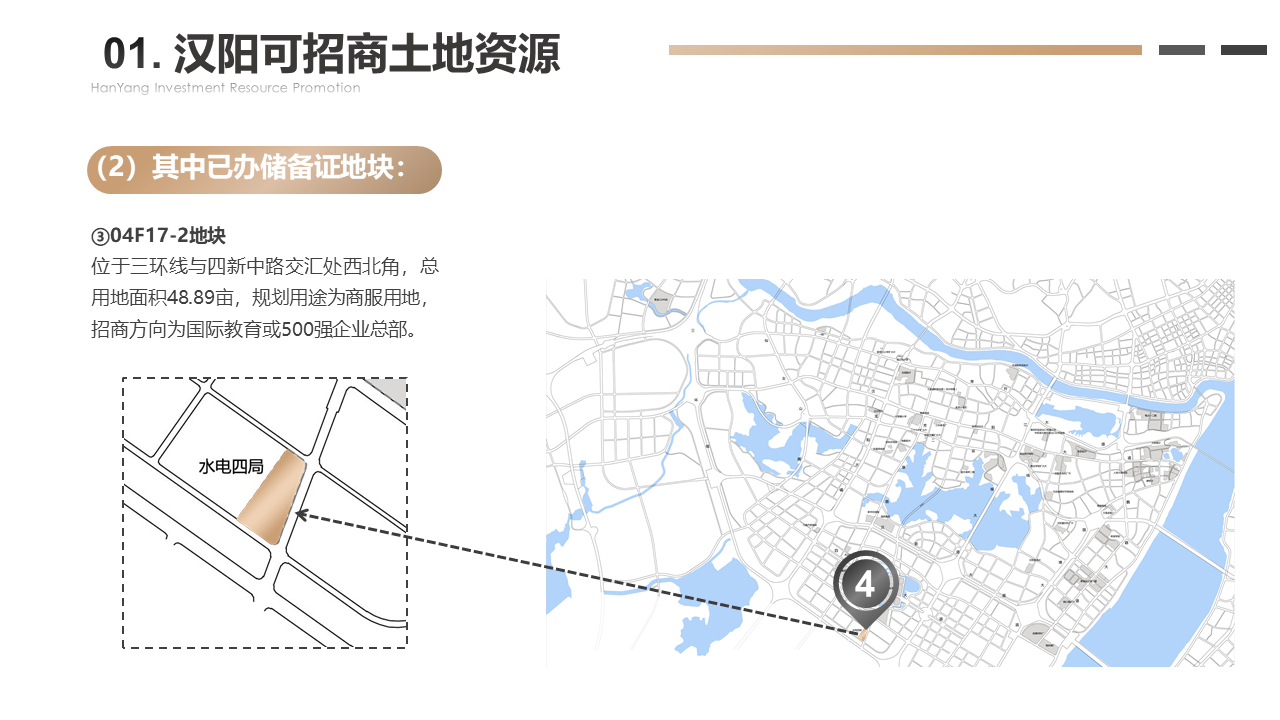 01. 汉阳可招商土地资源
HanYang Investment Resource Promotion
（2）其中已办储备证地块：
③04F17-2地块
位于三环线与四新中路交汇处西北角，总
用地面积48.89亩，规划用途为商服用地，
招商方向为国际教育或500强企业总部。
水电四局
4